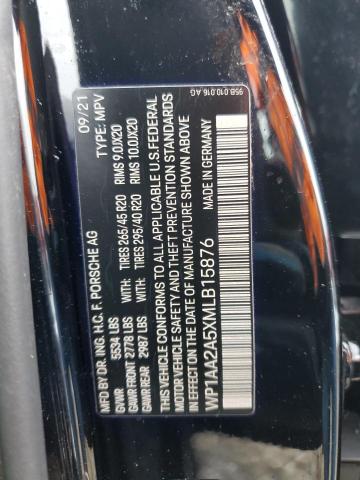 09/21
TYPE: MPV
95B.010.016 AG
MFD BY DR. ING. H.C. F. PORSCHE AG
GVWR 5534 LBS
GAWR FRONT 2778 LBS WITH: TIRES 265/45 R20 RIMS 9.0JX20
GAWR REAR 2987 LBS WITH: TIRES 295/40 R20 RIMS 10.0JX20
THIS VEHICLE CONFORMS TO ALL APPLICABLE U.S.FEDERAL
MOTOR VEHICLE SAFETY AND THEFT PREVENTION STANDARDS
IN EFFECT ON THE DATE OF MANUFACTURE SHOWN ABOVE
MADE IN GERMANY
WP1AA2A5XMLB15876